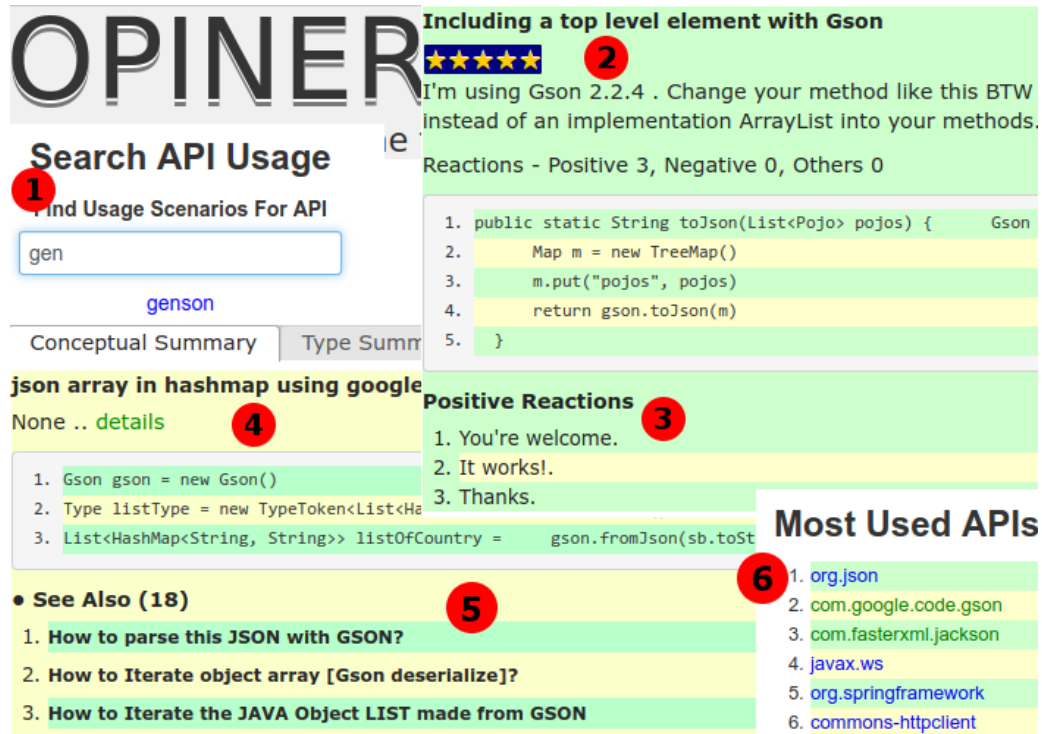 OPINER
Search API Usage
1
Find Usage Scenarios For API
gen
genson
Conceptual Summary
Type Summ
json array in hashmap using google
None .. details
4
1. Gson gson = new Gson()
2. Type listType = new TypeToken<List<Ha
3. List<HashMap<String, String>> listOfCountry = gson.fromJson(sb.toSt
• See Also (18)
5
1. How to parse this JSON with GSON?
2. How to Iterate object array [Gson deserialize]?
3. How to Iterate the JAVA Object LIST made from GSON
Including a top level element with Gson
2
I'm using Gson 2.2.4 . Change your method like this BTW
instead of an implementation ArrayList into your methods.
Reactions - Positive 3, Negative 0, Others 0
1. public static String toJson(List<Pojo> pojos) { Gson
2. Map m = new TreeMap()
3. m.put("pojos", pojos)
4. return gson.toJson(m)
5. }
Positive Reactions
3
1. You're welcome.
2. It works!.
3. Thanks.
Most Used APIs
6
1. org.json
2. com.google.code.gson
3. com.fasterxml.jackson
4. javax.ws
5. org.springframework
6. commons-httpclient